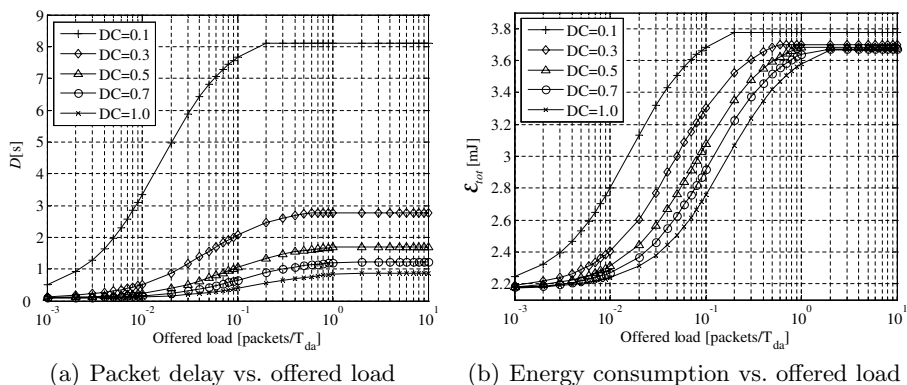 9
8
7
6
5
4
3
2
1
0
D[s]
DC=0.1
DC=0.3
DC=0.5
DC=0.7
DC=1.0
10^-3
10^-2
10^-1
10^0
10^1
Offered load [packets/T_da]
(a) Packet delay vs. offered load
3.8
3.6
3.4
3.2
3
2.8
2.6
2.4
2.2
ℰ_tot [mJ]
DC=0.1
DC=0.3
DC=0.5
DC=0.7
DC=1.0
10^-3
10^-2
10^-1
10^0
10^1
Offered load [packets/T_da]
(b) Energy consumption vs. offered load